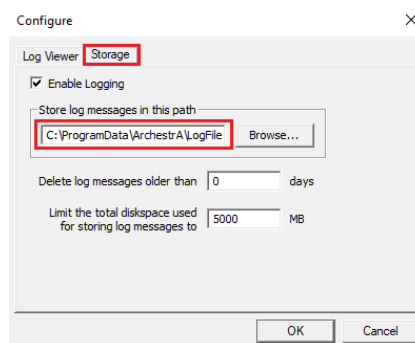 Configure
Log Viewer Storage
Enable Logging
Store log messages in this path
C:\ProgramData\ArchestrA\LogFile Browse...
Delete log messages older than 0 days
Limit the total diskspace used
for storing log messages to 5000 MB
OK Cancel